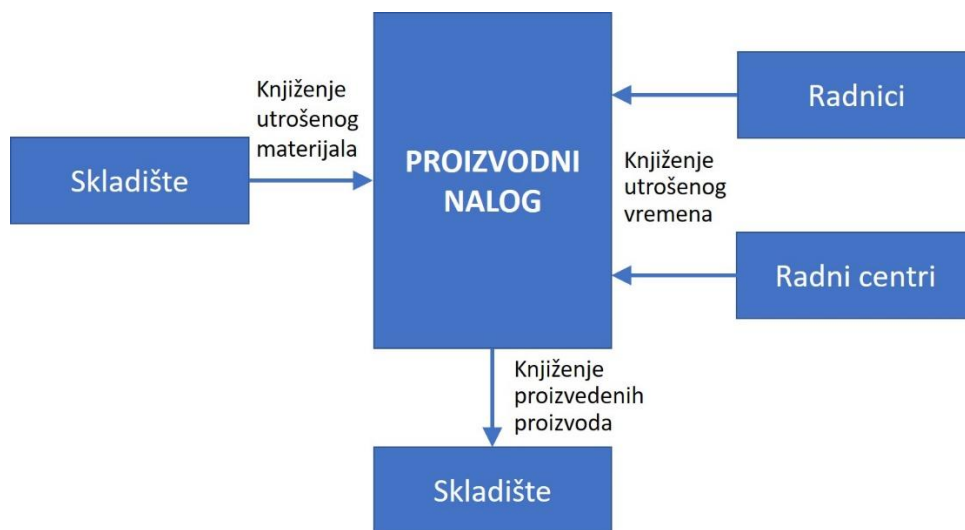 Knjiženje
utrošenog
materijala
Skladište
PROIZVODNI
NALOG
Radnici
Knjiženje
utrošenog
vremena
Radni centri
Knjiženje
proizvedenih
proizvoda
Skladište